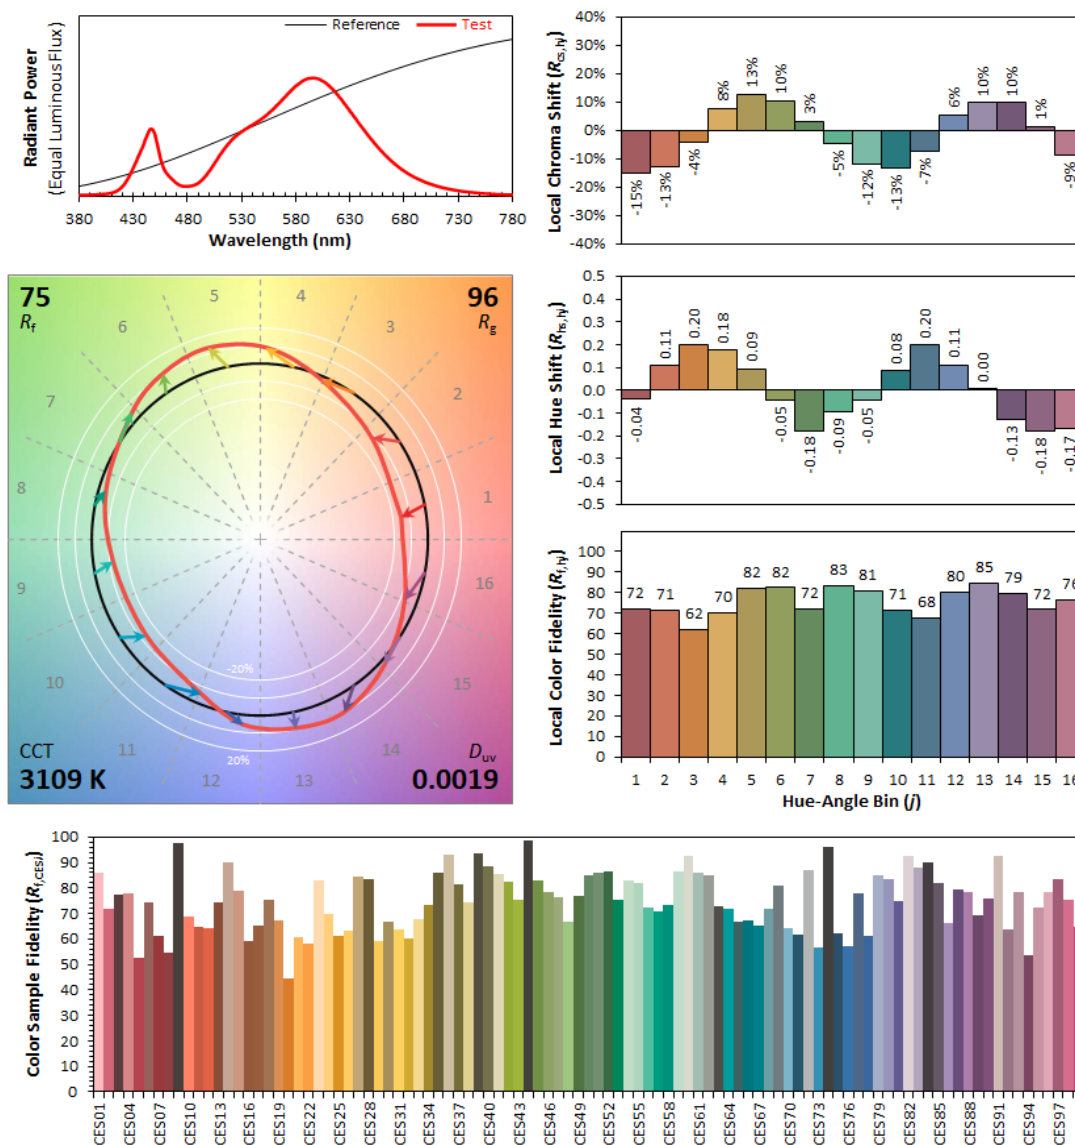 Reference Test
Radiant Power
(Equal Luminous Flux)
380 430 480 530 580 630 680 730 780
Wavelength (nm)
Local Chroma Shift (Rcs,hj)
40%
30%
20%
10%
0%
-10%
-20%
-30%
-40%
-15% -13% -4% 8% 13% 10% 3% -5% -12% -13% -7% 6% 10% 10% 1% -9%
75
Rf
96
Rg
5 4
6 3
7 2
8 1
9 16
10 15
11 14
12 13
-20%
20%
CCT
3109 K
Duv
0.0019
Local Hue Shift (Rhs,hj)
0.5
0.4
0.3
0.2
0.1
0.0
-0.1
-0.2
-0.3
-0.4
-0.5
-0.04 0.11 0.20 0.18 0.09 -0.05 -0.18 -0.09 -0.05 0.08 0.20 0.11 0.00 -0.13 -0.18 -0.17
Local Color Fidelity (Rf,hj)
100
90
80
70
60
50
40
30
20
10
0
72 71 62 70 82 82 72 83 81 71 68 80 85 79 72 76
1 2 3 4 5 6 7 8 9 10 11 12 13 14 15 16
Hue-Angle Bin (j)
Color Sample Fidelity (Rf,CESi)
100
90
80
70
60
50
40
30
20
10
0
CES01 CES04 CES07 CES10 CES13 CES16 CES19 CES22 CES25 CES28 CES31 CES34 CES37 CES40 CES43 CES46 CES49 CES52 CES55 CES58 CES61 CES64 CES67 CES70 CES73 CES76 CES79 CES82 CES85 CES88 CES91 CES94 CES97